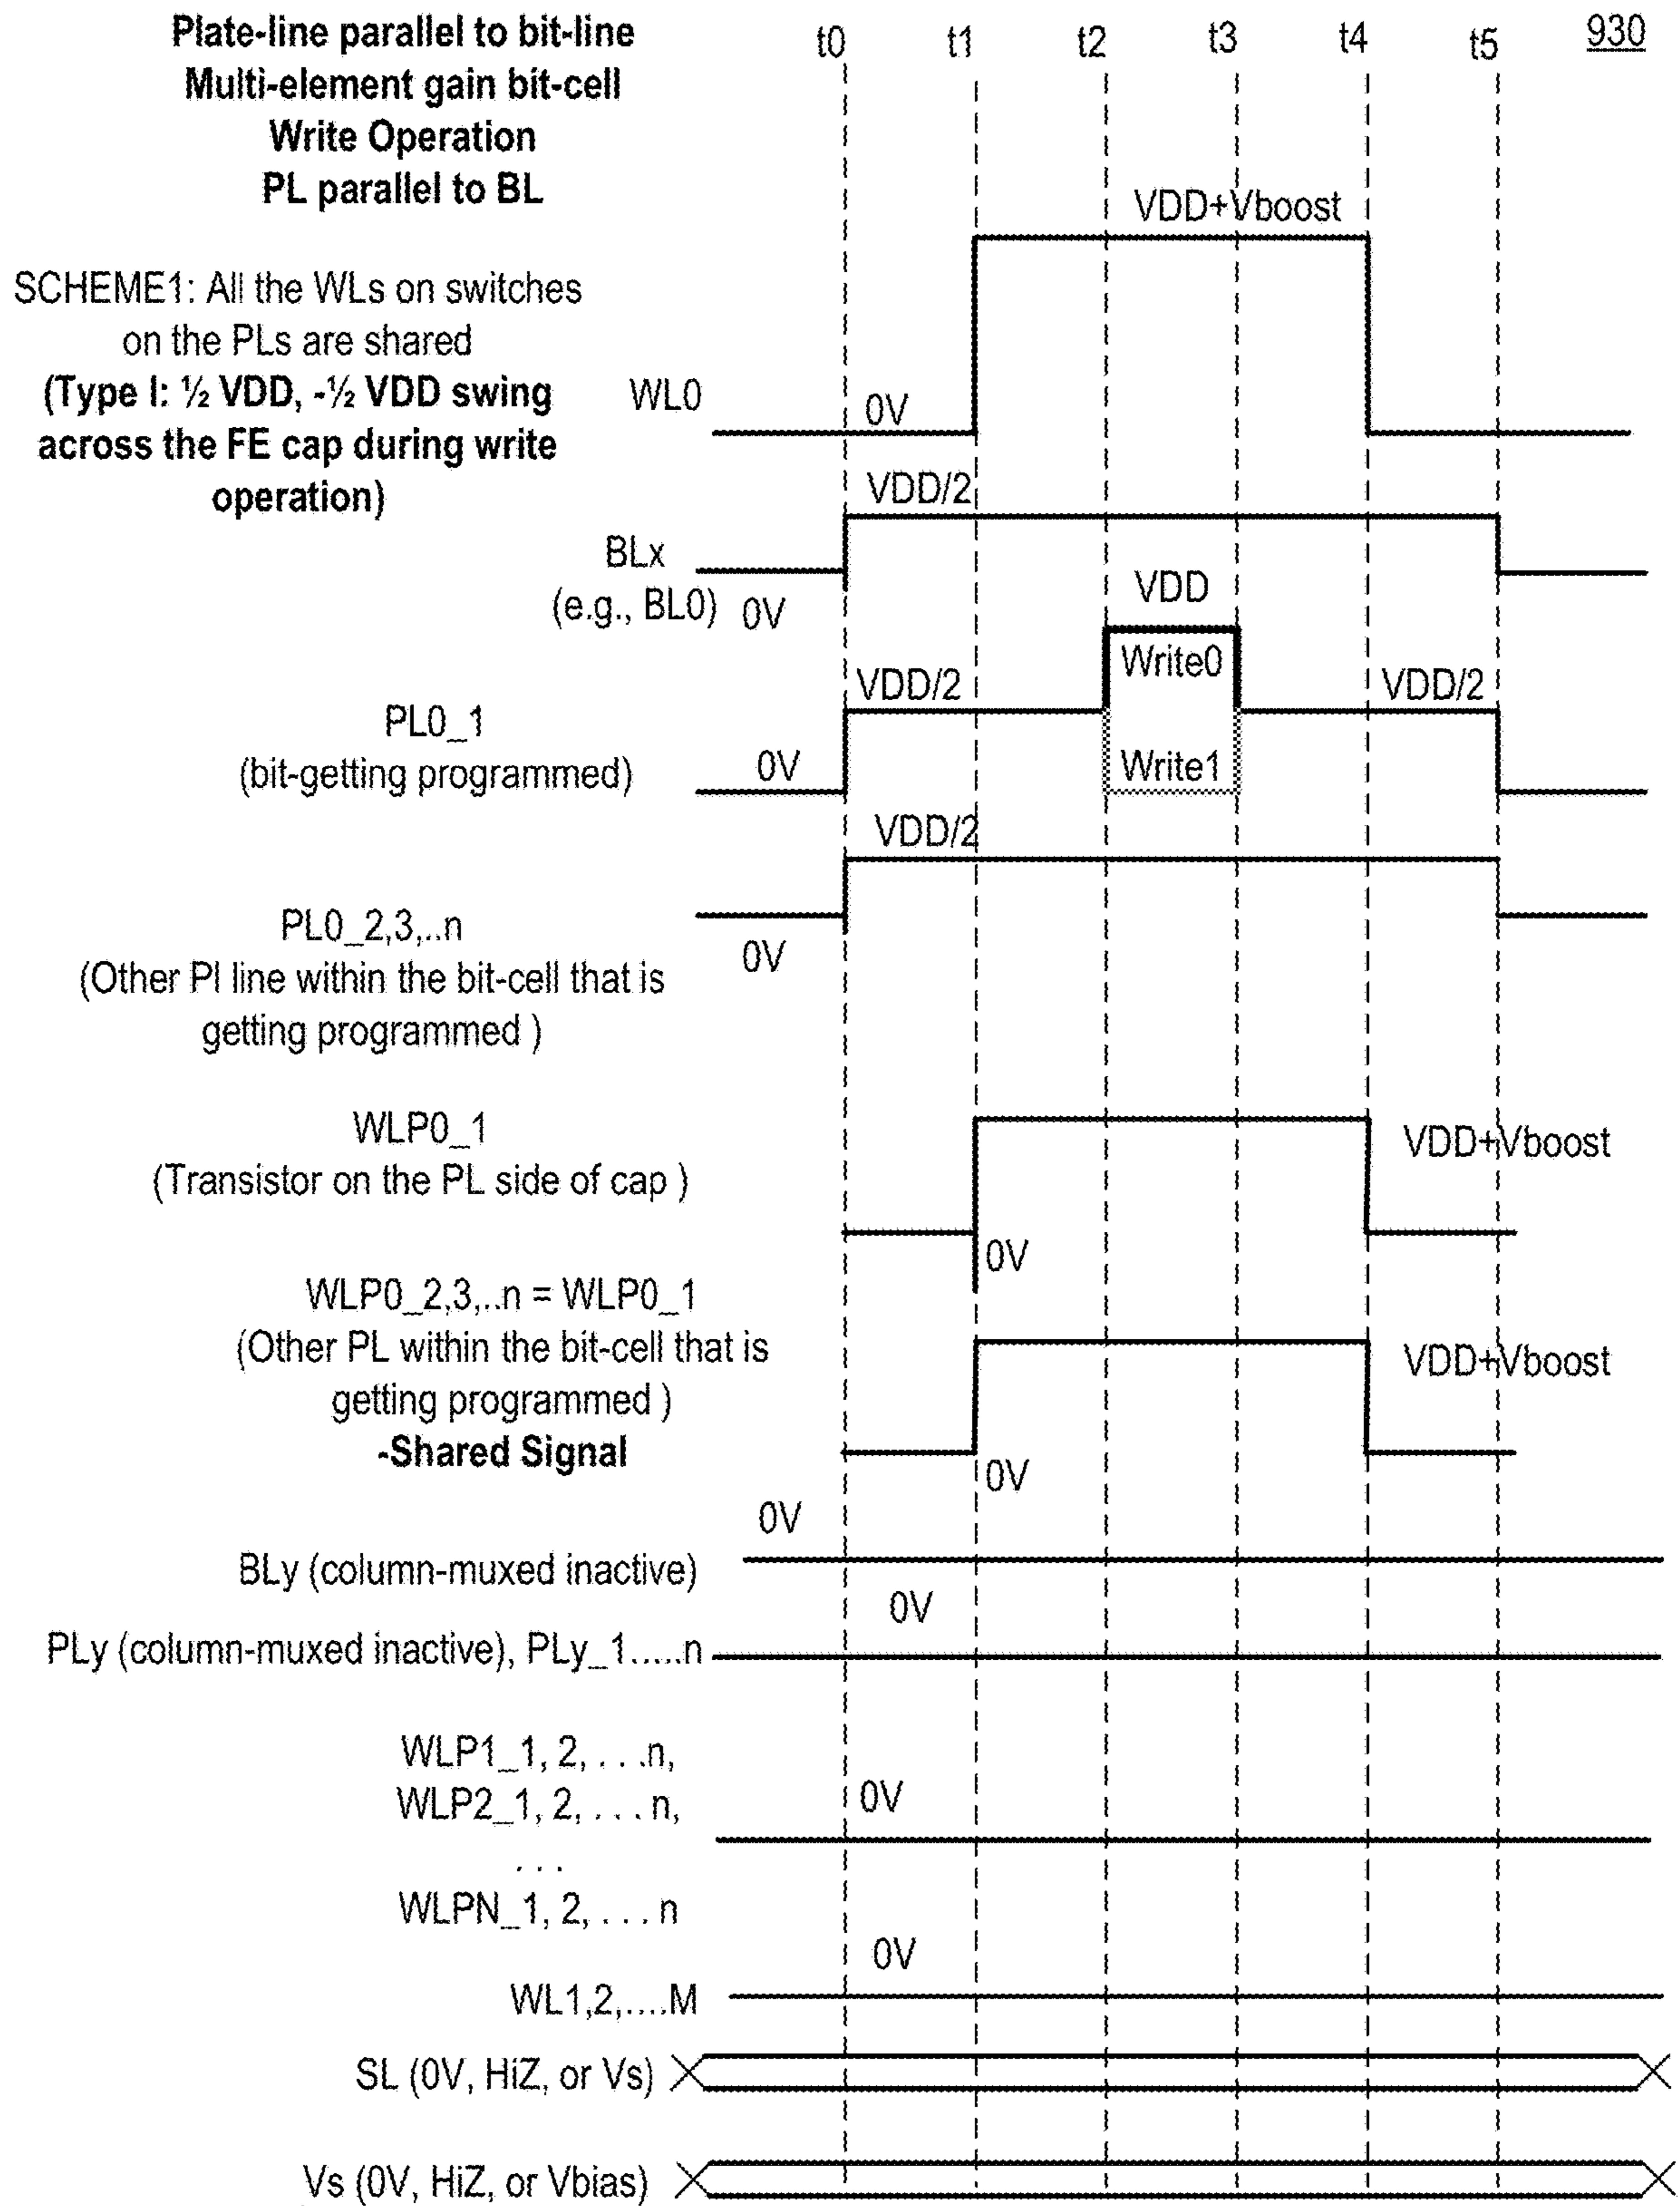 Plate-line parallel to bit-line
Multi-element gain bit-cell
Write Operation
PL parallel to BL
t0 t1 t2 t3 t4 t5 930
VDD+Vboost
SCHEME1: All the WLs on switches
on the PLs are shared
(Type I: ½ VDD, -½ VDD swing
across the FE cap during write
operation)
WL0 0V
VDD/2
BLx
(e.g., BL0) 0V
VDD
Write0
VDD/2 VDD/2
PL0_1
(bit-getting programmed) 0V
Write1
VDD/2
PL0_2,3,..n
0V
(Other Pl line within the bit-cell that is
getting programmed )
WLP0_1
VDD+Vboost
(Transistor on the PL side of cap )
0V
WLP0_2,3,..n = WLP0_1
(Other PL within the bit-cell that is
VDD+Vboost
getting programmed )
-Shared Signal
0V
0V
BLy (column-muxed inactive)
0V
PLy (column-muxed inactive), PLy_1.....n
WLP1_1, 2, . . .n,
WLP2_1, 2, . . . n,
0V
. . .
WLPN_1, 2, . . . n
0V
WL1,2,....M
SL (0V, HiZ, or Vs)
Vs (0V, HiZ, or Vbias)